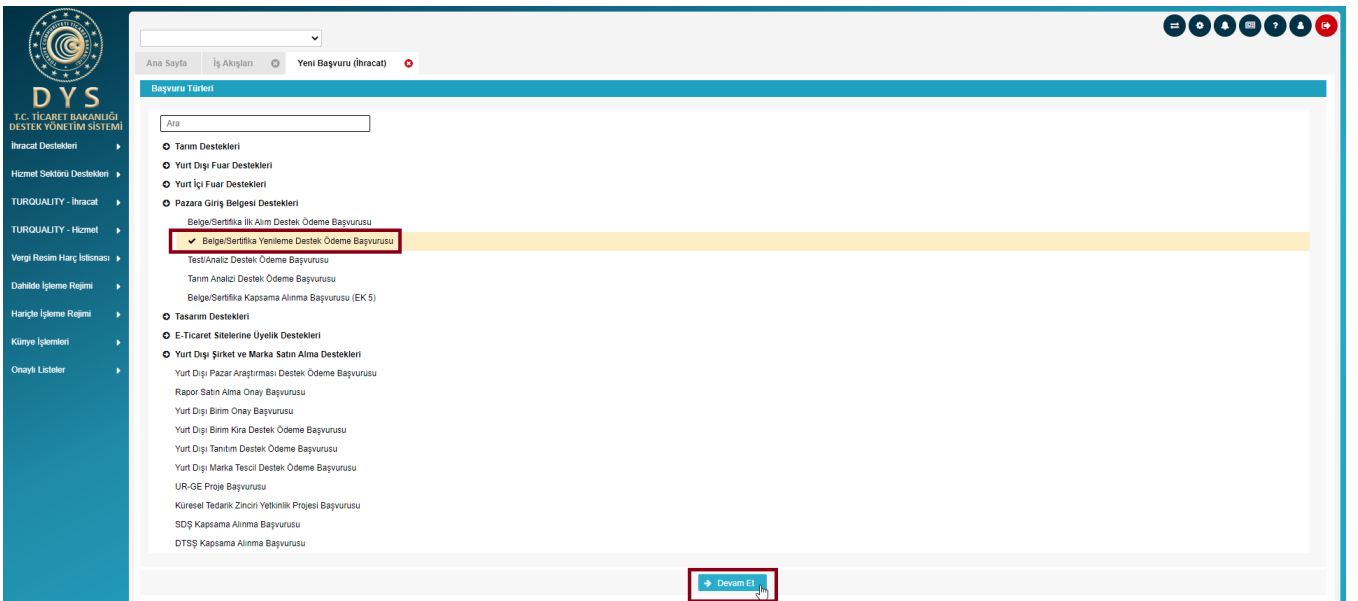 DYS
T.C. TİCARET BAKANLIĞI
DESTEK YÖNETİM SİSTEMİ
İhracat Destekleri
Hizmet Sektörü Destekleri
TURQUALITY - İhracat
TURQUALITY - Hizmet
Vergi Resim Harç İstisnası
Dahilde İşleme Rejimi
Hariçte İşleme Rejimi
Künye İşlemleri
Onaylı Listeler
Ana Sayfa İş Akışları Yeni Başvuru (İhracat)
Başvuru Türleri
Ara
Tarım Destekleri
Yurt Dışı Fuar Destekleri
Yurt İçi Fuar Destekleri
Pazara Giriş Belgesi Destekleri
Belge/Sertifika İlk Alım Destek Ödeme Başvurusu
Belge/Sertifika Yenileme Destek Ödeme Başvurusu
Test/Analiz Destek Ödeme Başvurusu
Tarım Analizi Destek Ödeme Başvurusu
Belge/Sertifika Kapsama Alınma Başvurusu (EK 5)
Tasarım Destekleri
E-Ticaret Sitelerine Üyelik Destekleri
Yurt Dışı Şirket ve Marka Satın Alma Destekleri
Yurt Dışı Pazar Araştırması Destek Ödeme Başvurusu
Rapor Satın Alma Onay Başvurusu
Yurt Dışı Birim Onay Başvurusu
Yurt Dışı Birim Kira Destek Ödeme Başvurusu
Yurt Dışı Tanıtım Destek Ödeme Başvurusu
Yurt Dışı Marka Tescil Destek Ödeme Başvurusu
UR-GE Proje Başvurusu
Küresel Tedarik Zinciri Yetkinlik Projesi Başvurusu
SDŞ Kapsama Alınma Başvurusu
DTSŞ Kapsama Alınma Başvurusu
Devam Et